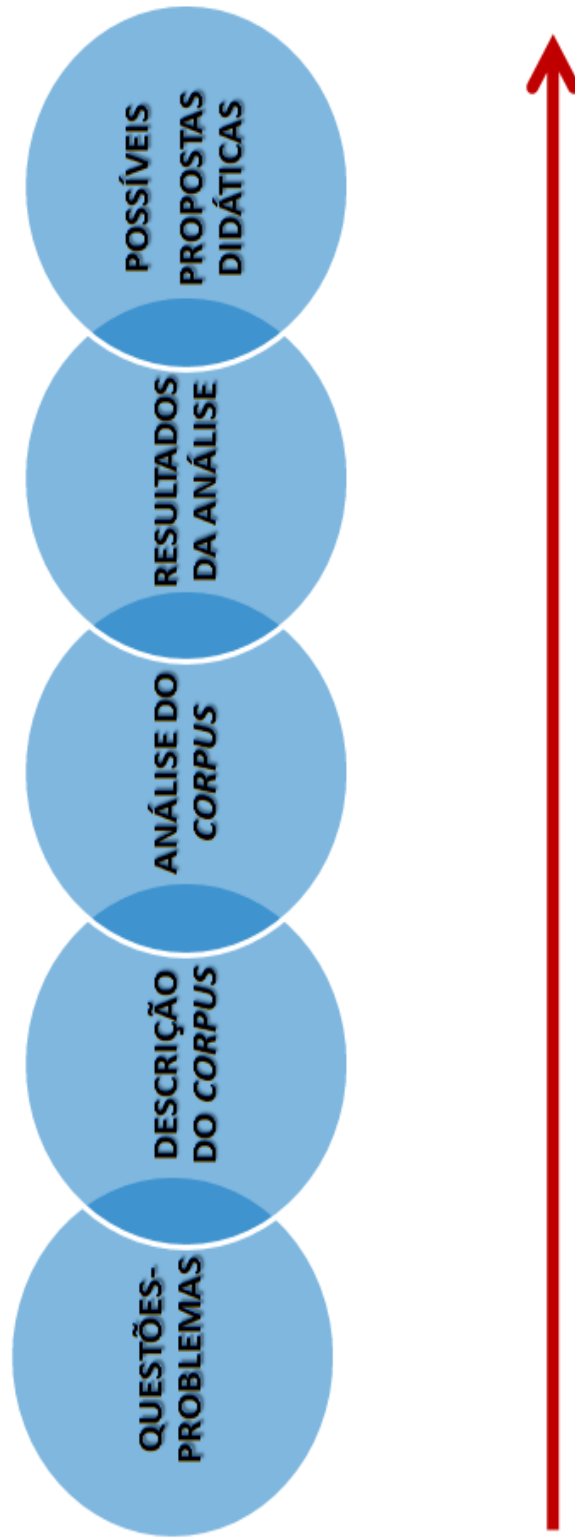 QUESTÕES-
PROBLEMAS
DESCRIÇÃO
DO CORPUS
ANÁLISE DO
CORPUS
RESULTADOS
DA ANÁLISE
POSSÍVEIS
PROPOSTAS
DIDÁTICAS